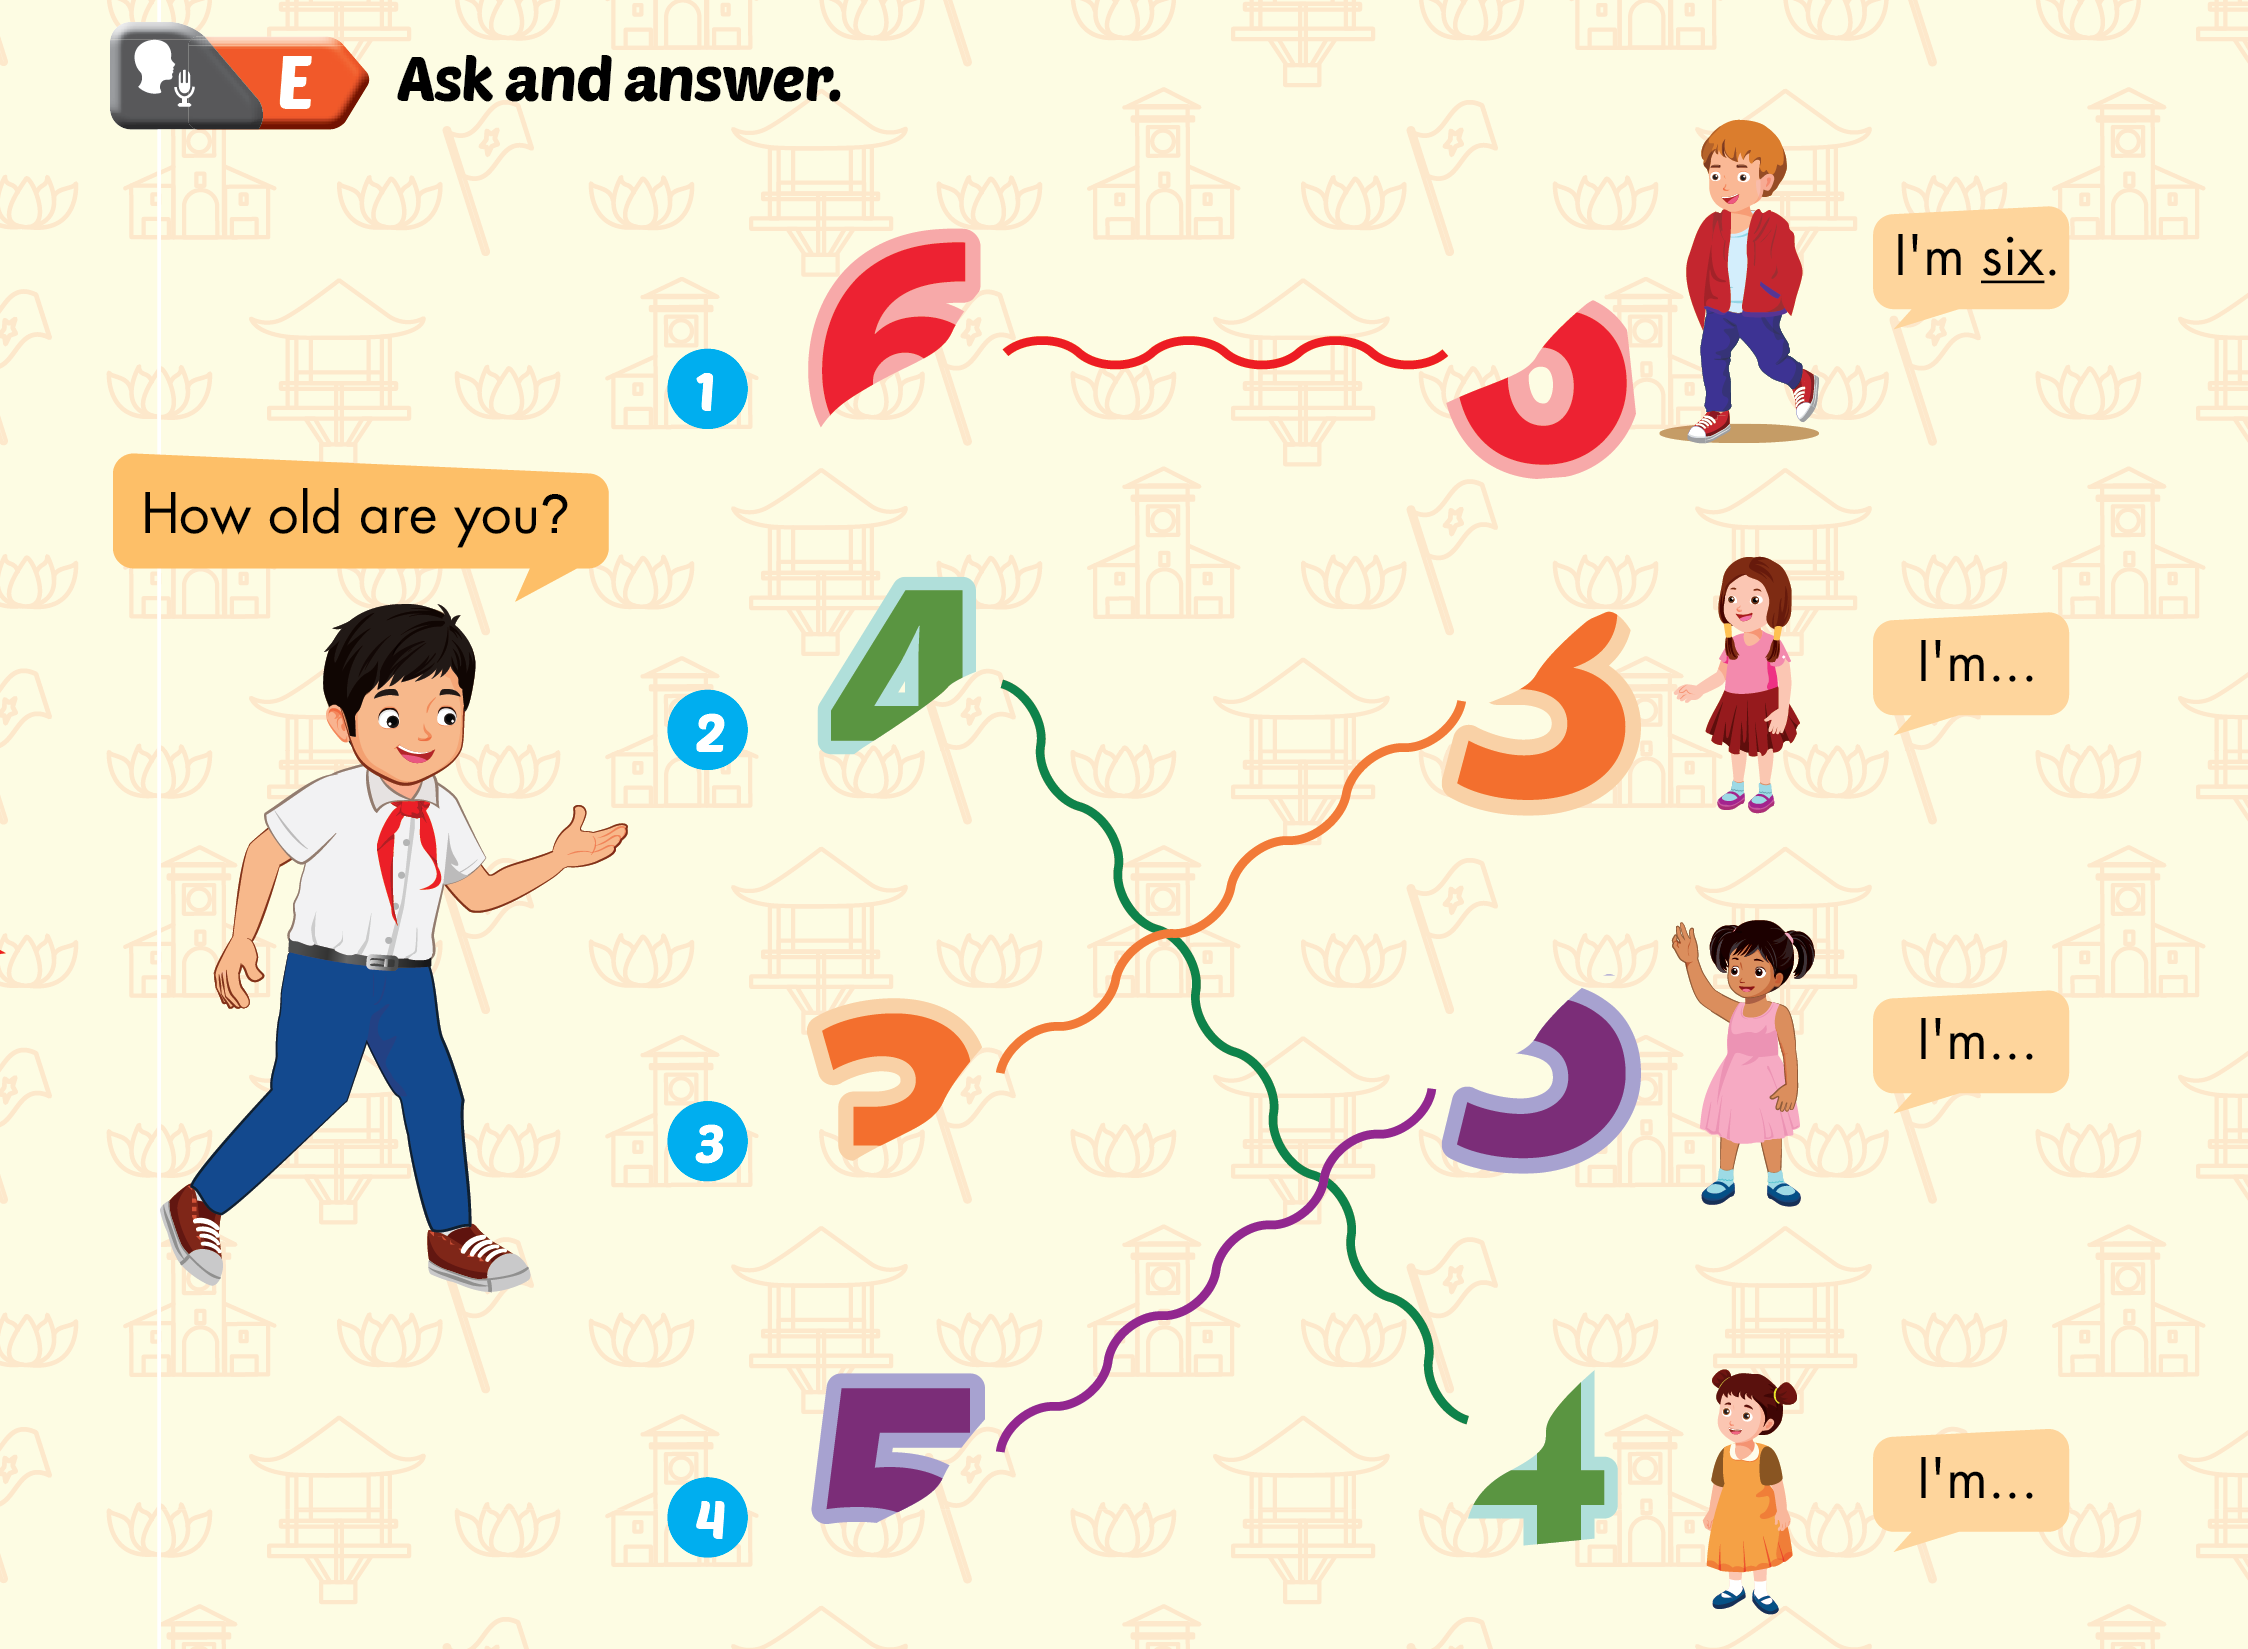 E Ask and answer.
I'm six.
1
How old are you?
I'm...
2
I'm...
3
I'm...
4